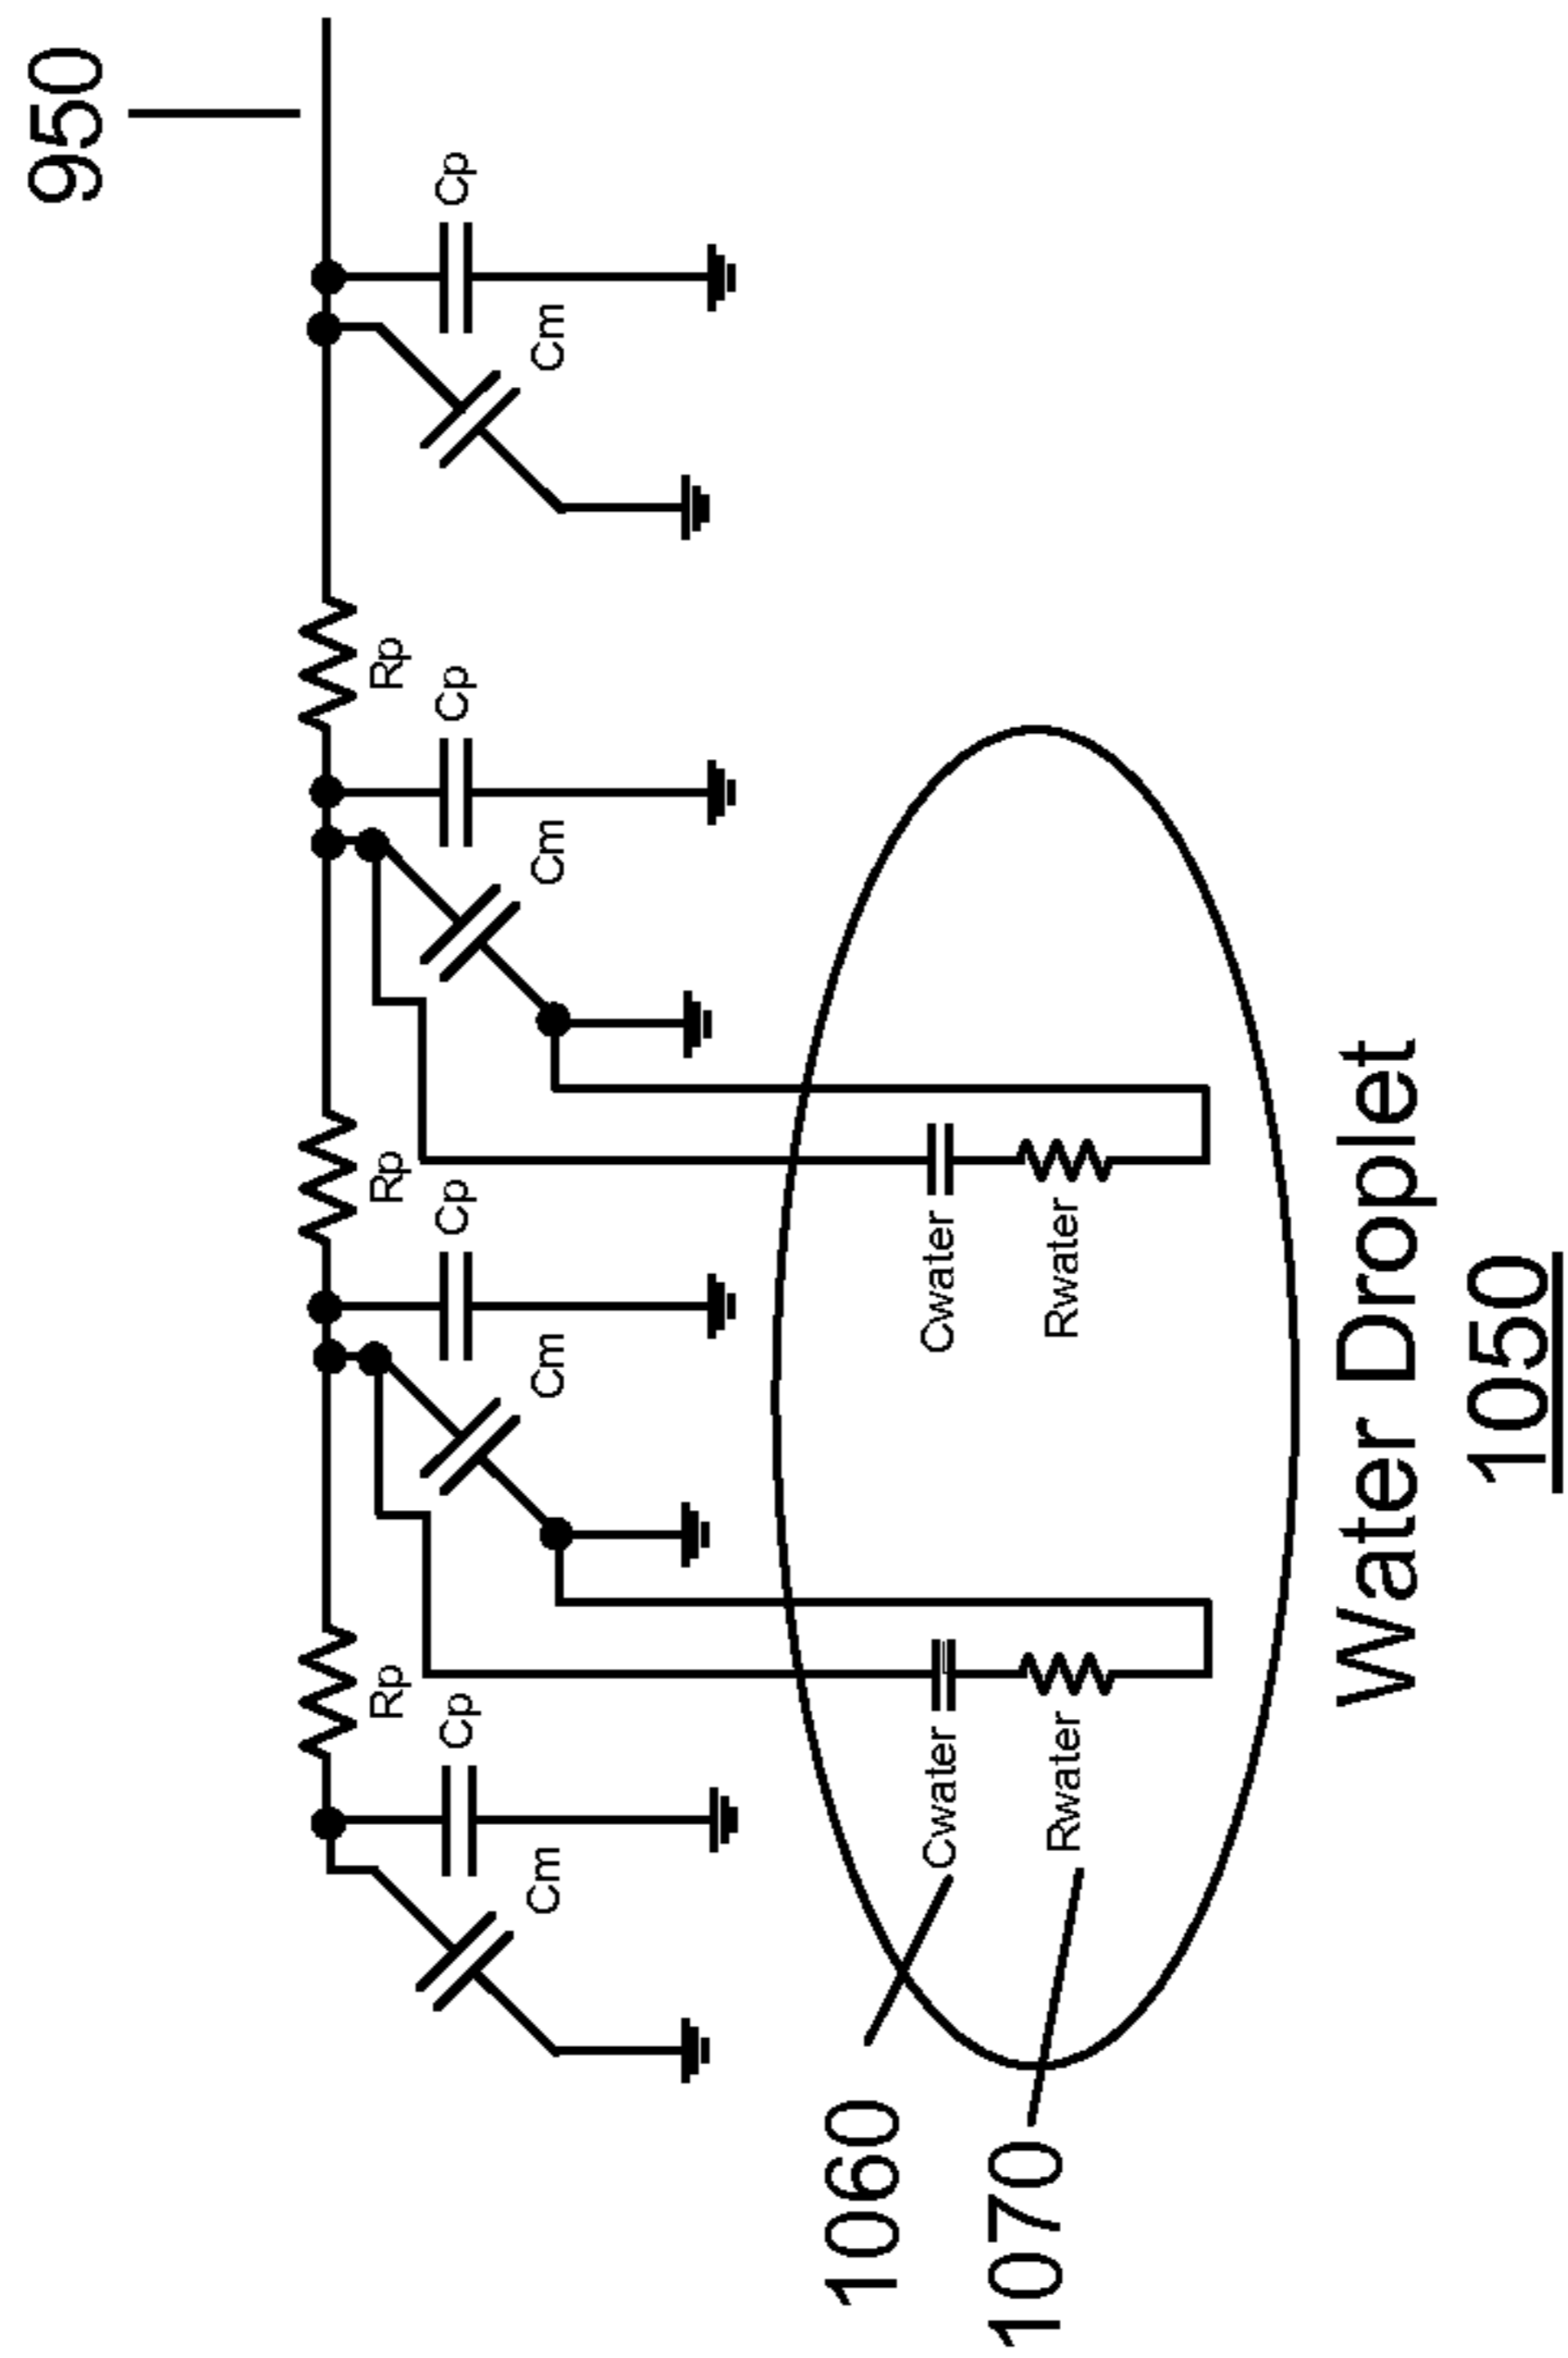 950
Rp
Rp
Rp
Cp
Cp
Cp
Cp
Cm
Cm
Cm
Cm
1060
Cwater
Cwater
1070
Rwater
Rwater
Water Droplet
1050